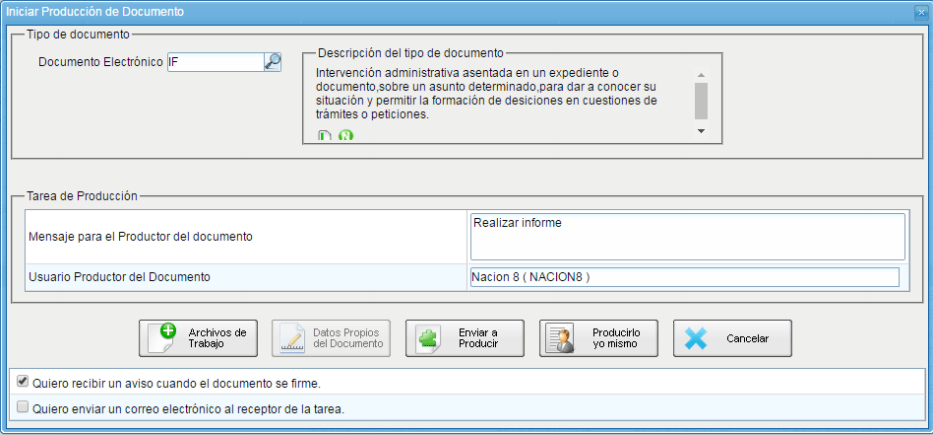 Iniciar Producción de Documento
Tipo de documento
Documento Electrónico IF
Descripción del tipo de documento
Intervención administrativa asentada en un expediente o
documento,sobre un asunto determinado,para dar a conocer su
situación y permitir la formación de desiciones en cuestiones de
trámites o peticiones.
Tarea de Producción
Mensaje para el Productor del documento
Realizar informe
Usuario Productor del Documento
Nacion 8 ( NACION8 )
Archivos de
Trabajo
Datos Propios
del Documento
Enviar a
Producir
Producirlo
yo mismo
Cancelar
Quiero recibir un aviso cuando el documento se firme.
Quiero enviar un correo electrónico al receptor de la tarea.